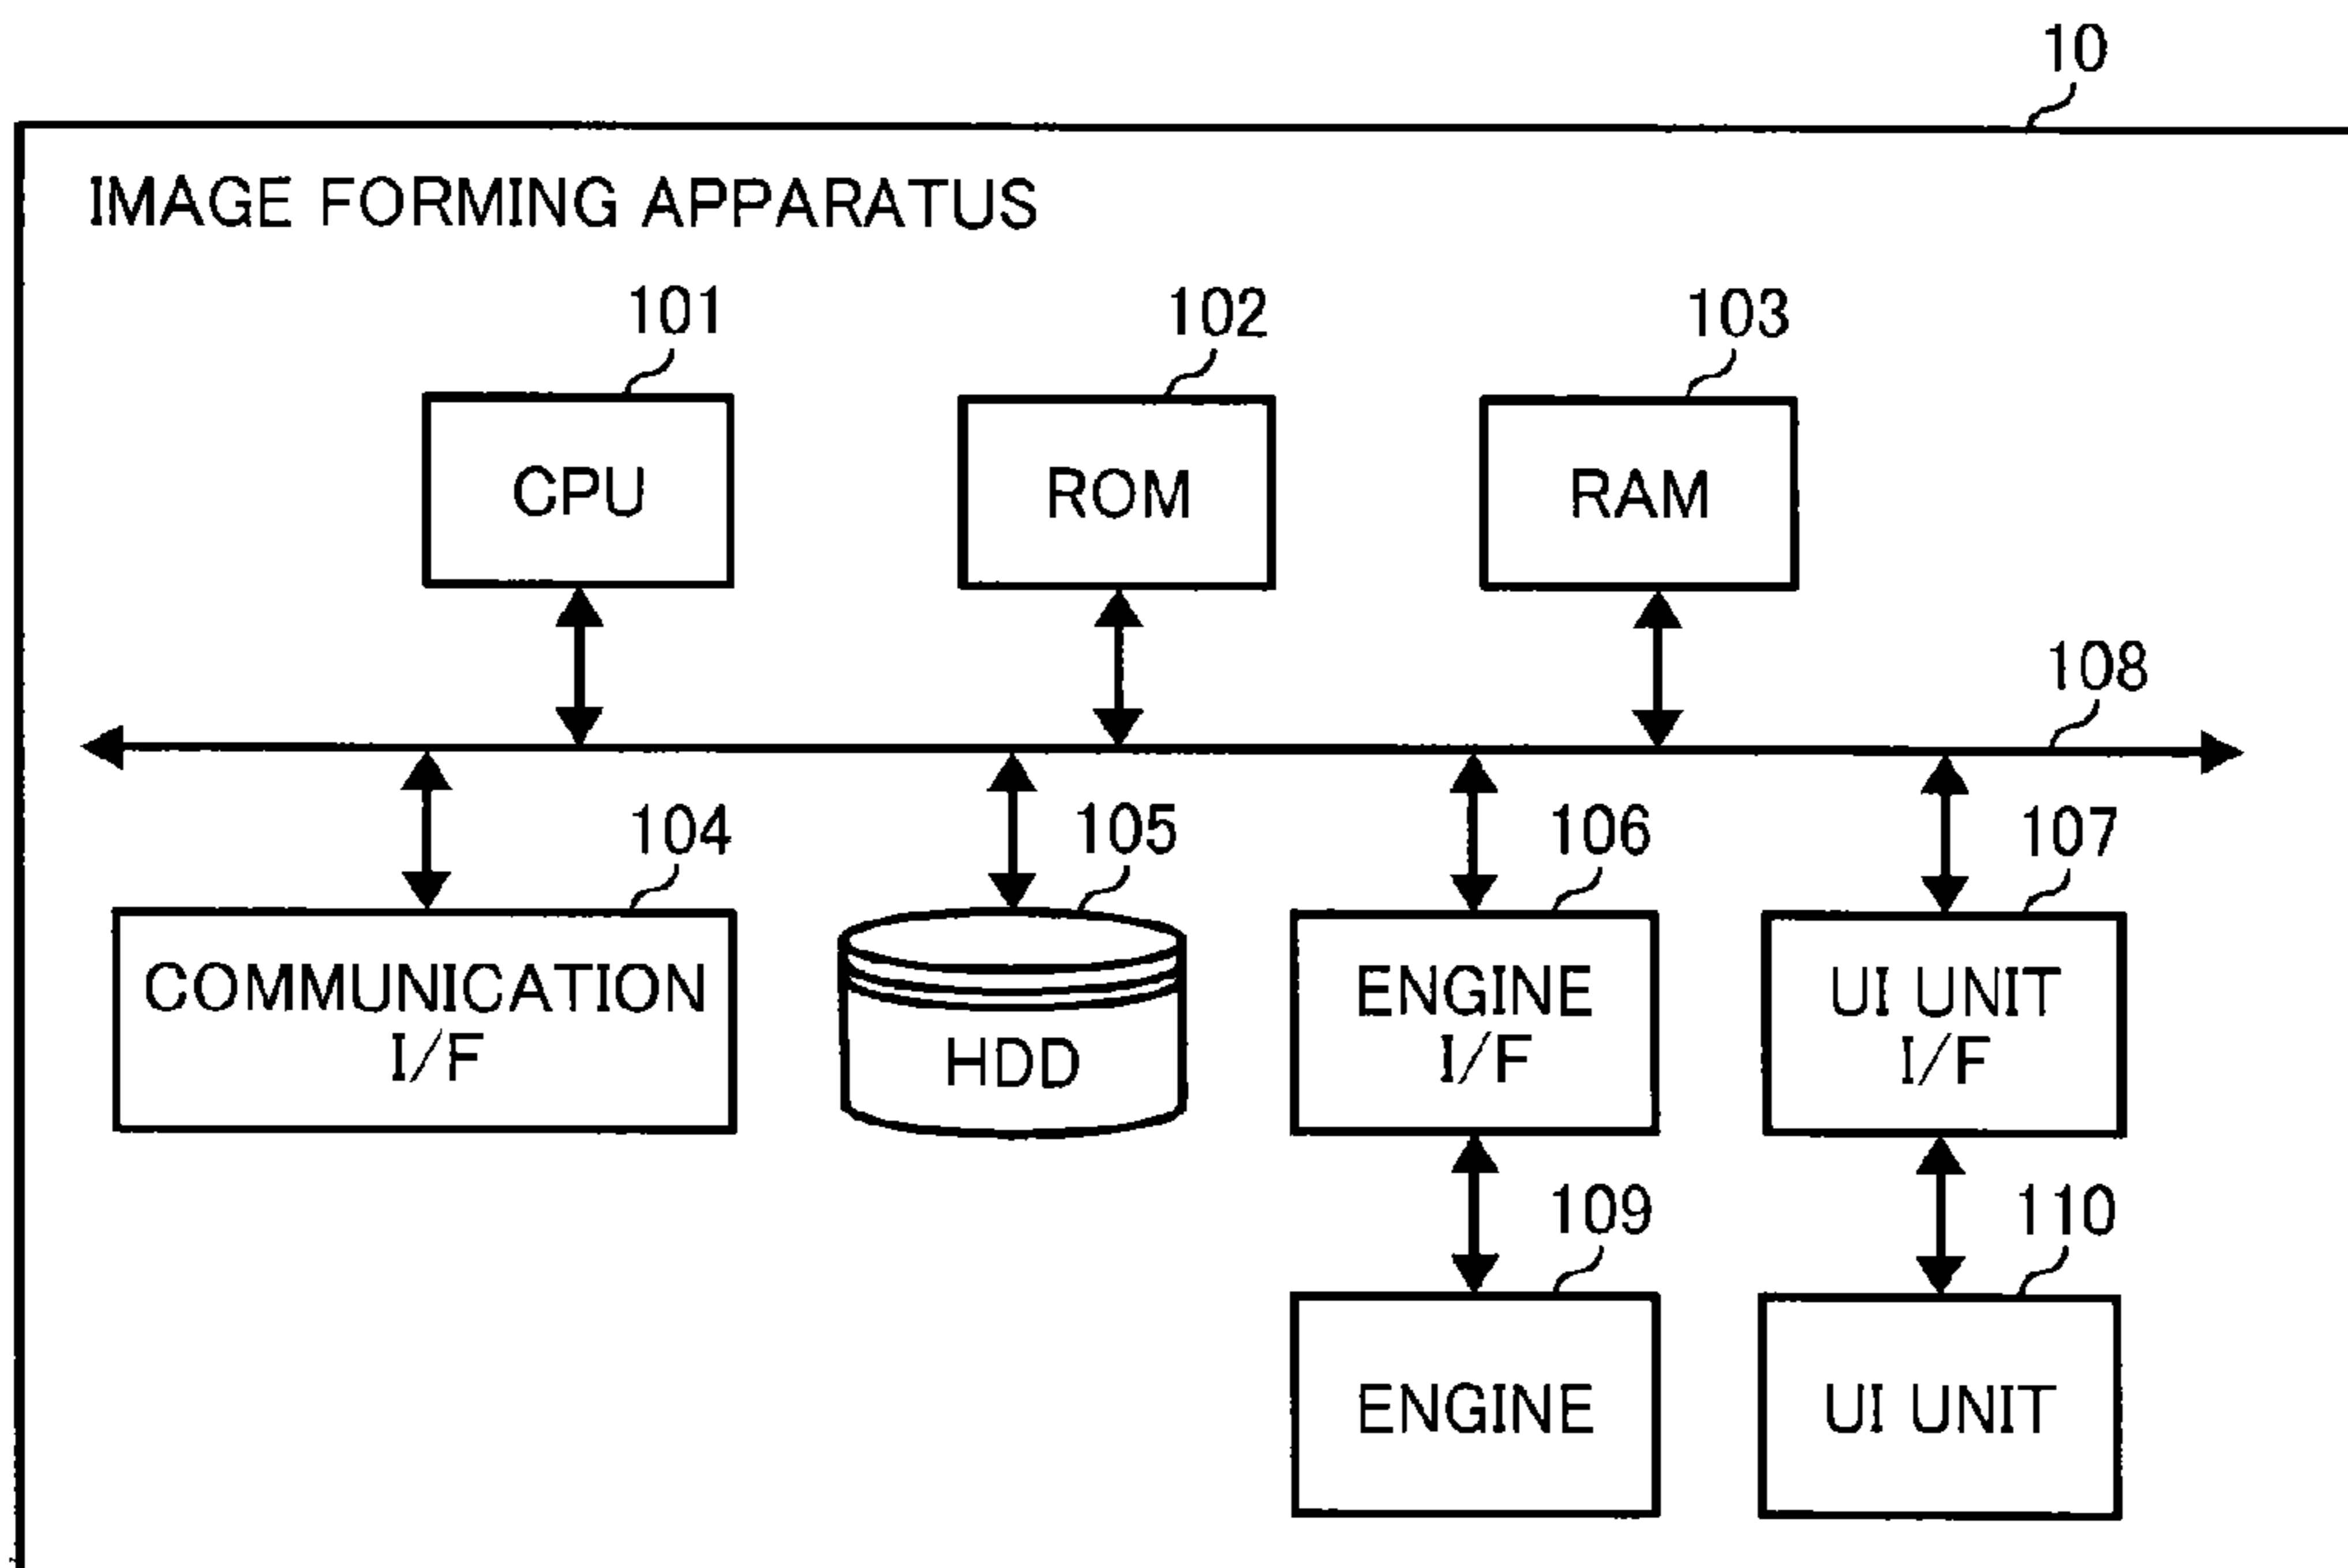 10
IMAGE FORMING APPARATUS
101
102
103
CPU
ROM
RAM
108
104
105
106
107
COMMUNICATION
I/F
HDD
ENGINE
I/F
UI UNIT
I/F
109
110
ENGINE
UI UNIT